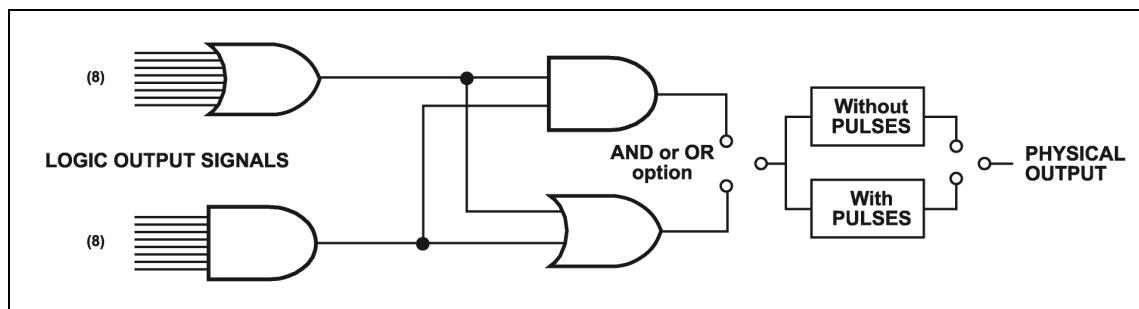 (8)
LOGIC OUTPUT SIGNALS
(8)
AND or OR
option
Without
PULSES
With
PULSES
PHYSICAL
OUTPUT